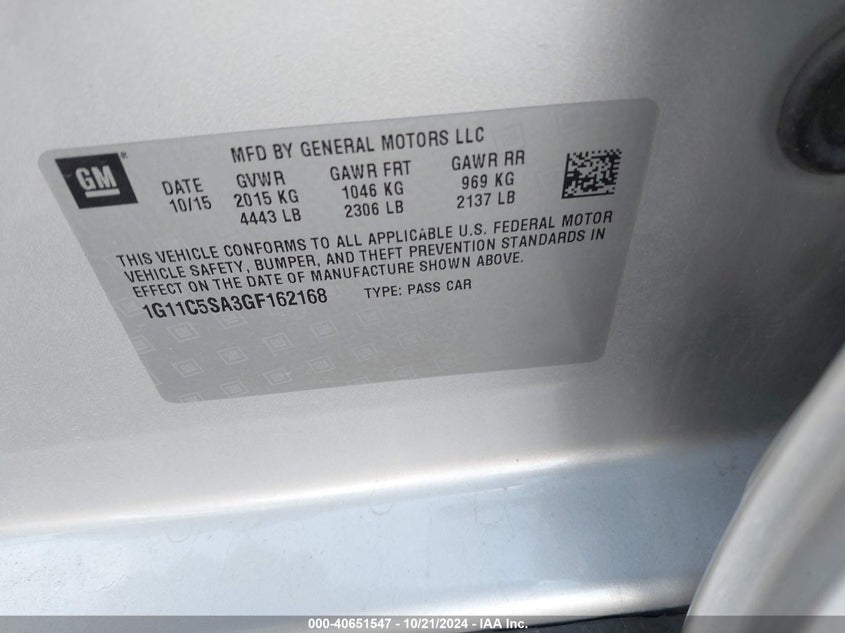 GM®
MFD BY GENERAL MOTORS LLC
DATE GVWR GAWR FRT GAWR RR
10/15 2015 KG 1046 KG 969 KG
4443 LB 2306 LB 2137 LB
THIS VEHICLE CONFORMS TO ALL APPLICABLE U.S. FEDERAL MOTOR
VEHICLE SAFETY, BUMPER, AND THEFT PREVENTION STANDARDS IN
EFFECT ON THE DATE OF MANUFACTURE SHOWN ABOVE.
1G11C5SA3GF162168 TYPE: PASS CAR
000-40651547 / 10/21/2024 - IAA Inc.